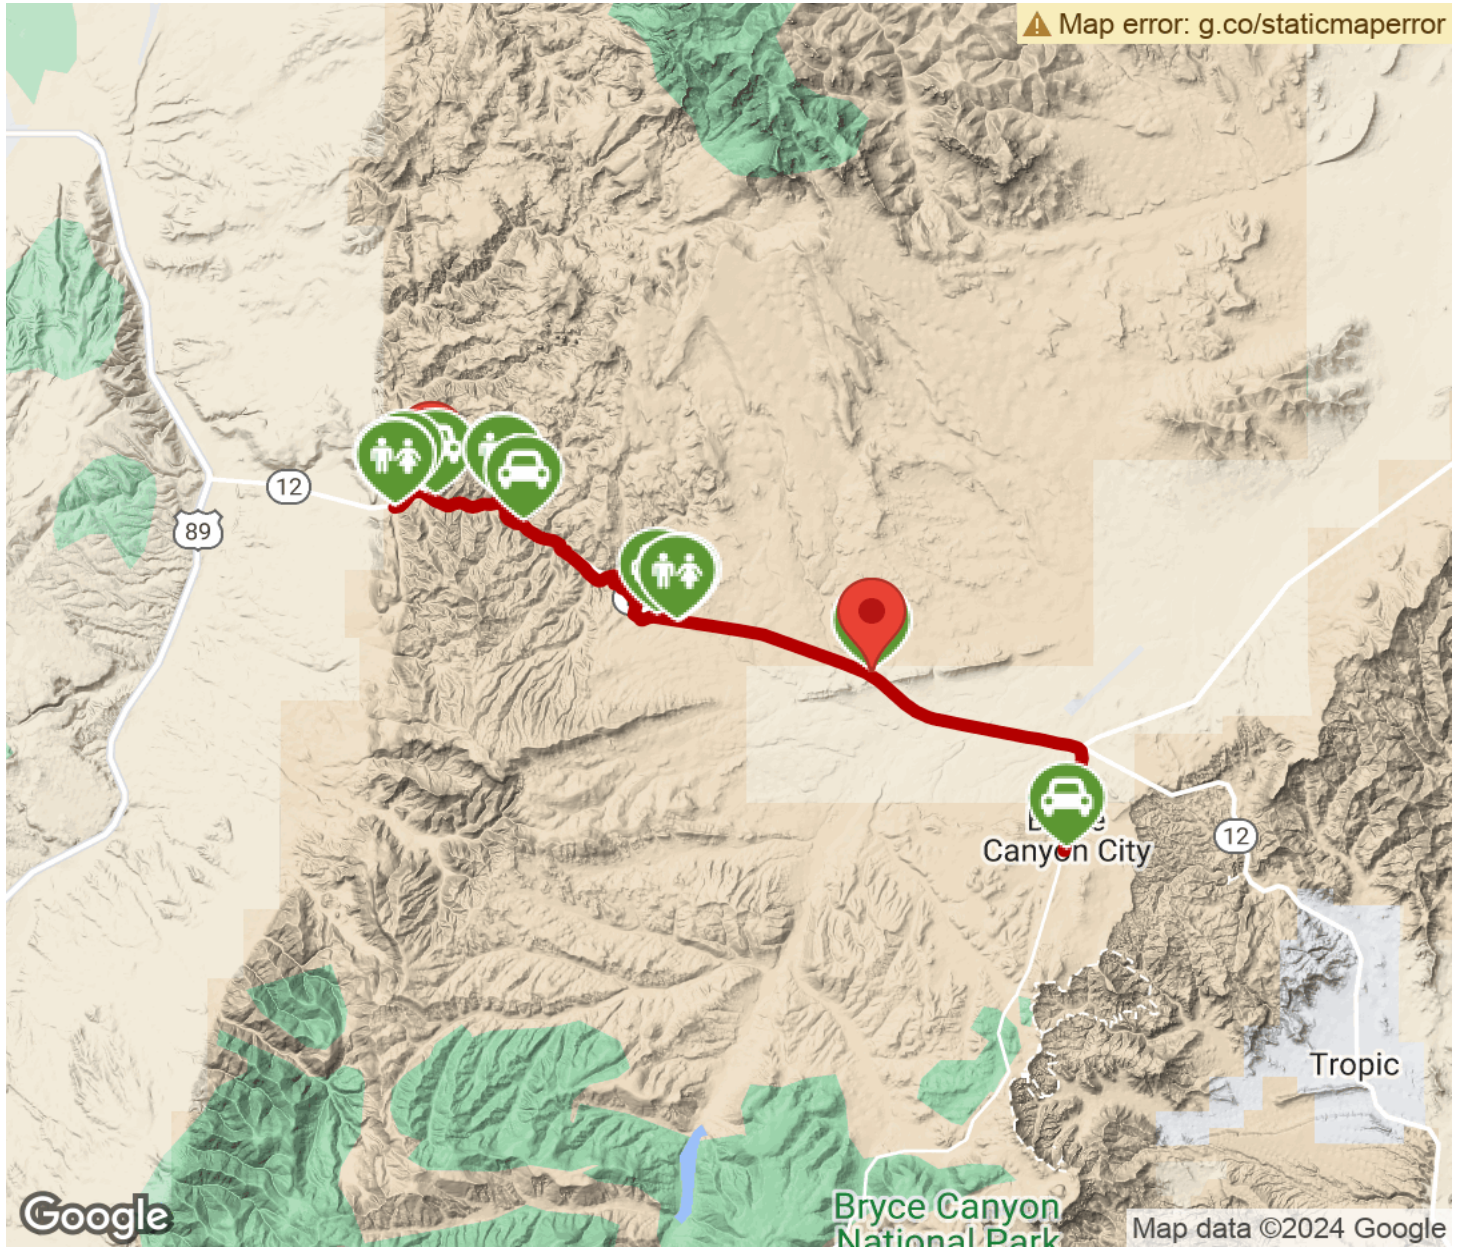 Map error: g.co/staticmaperror
12
89
Canyon City
12
Tropic
Bryce Canyon
National Park
Google
Map data ©2024 Google